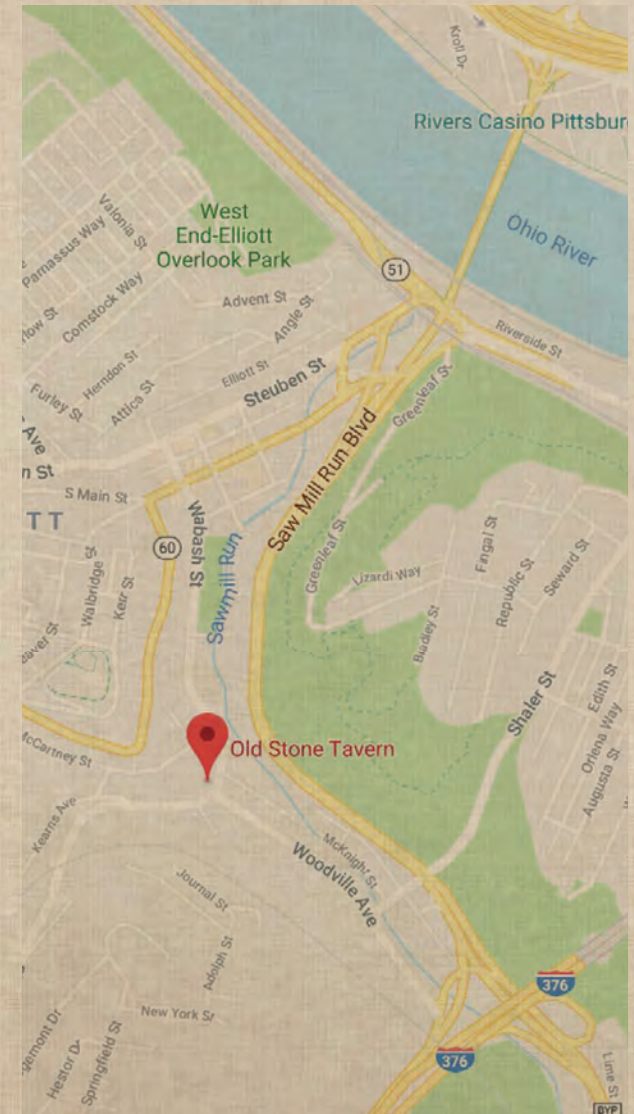 Kroll Dr
Rivers Casino Pittsbur
West
End-Elliott
Overlook Park
Ohio River
Valonia St
Parnassus Way
51
Advent St
Comstock Way
Angle St
Riverside St
Herndon St
Elliott St
Steuben St
Furley St
Attica St
Greenleaf St
Ave
n St
S Main St
Saw Mill Run Blvd
TT
Wabash St
Fingal St
60
Sawmill Run
Greenleaf St
Lizardi Way
Republic St
Seward St
Walbridge St
Kerr St
Bradley St
Shaler St
Edith St
Orlena Way
Augusta St
Old Stone Tavern
McCartney St
Kearns Ave
McKnight St
Woodville Ave
Journal St
Adolph St
376
New York St
Hestor Dr
Springfield St
376
Lime St
BYP